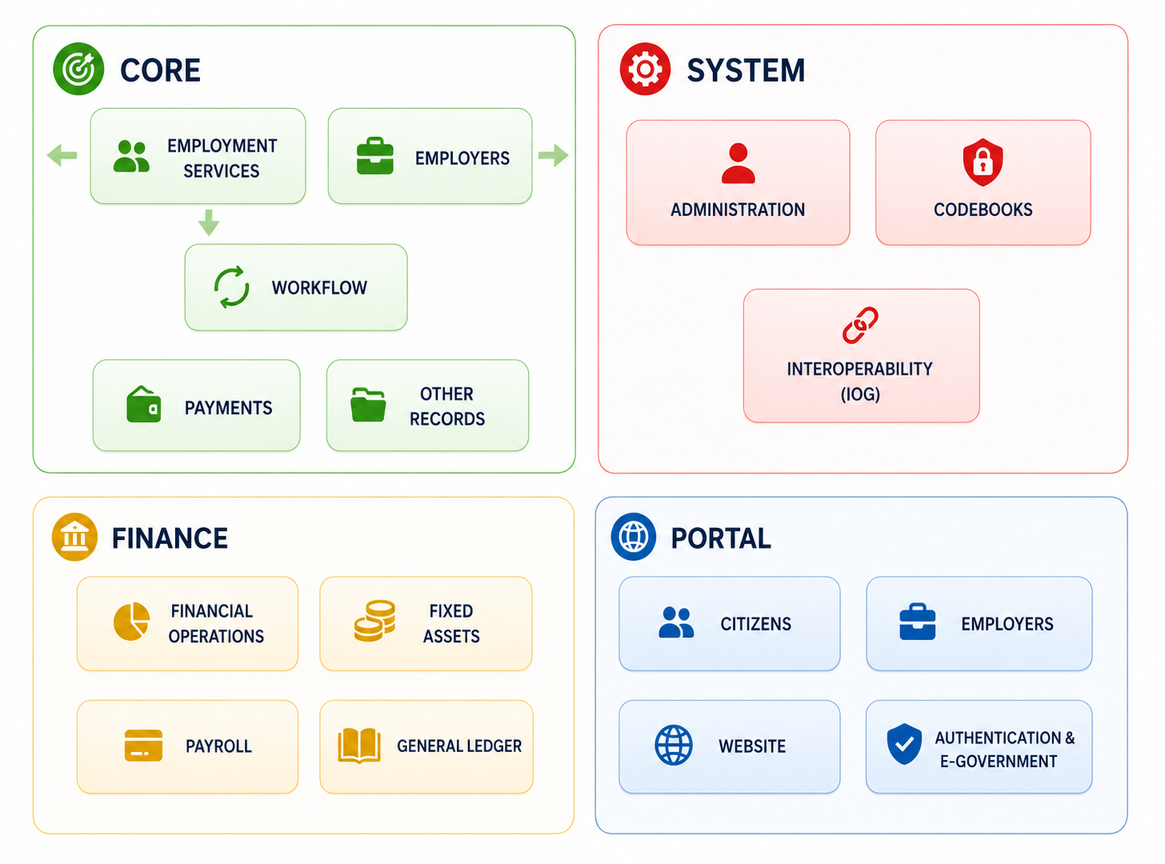 CORE
EMPLOYMENT
SERVICES
EMPLOYERS
WORKFLOW
PAYMENTS
OTHER
RECORDS
SYSTEM
ADMINISTRATION
CODEBOOKS
INTEROPERABILITY
(IOG)
FINANCE
FINANCIAL
OPERATIONS
FIXED
ASSETS
PAYROLL
GENERAL LEDGER
PORTAL
CITIZENS
EMPLOYERS
WEBSITE
AUTHENTICATION &
E-GOVERNMENT